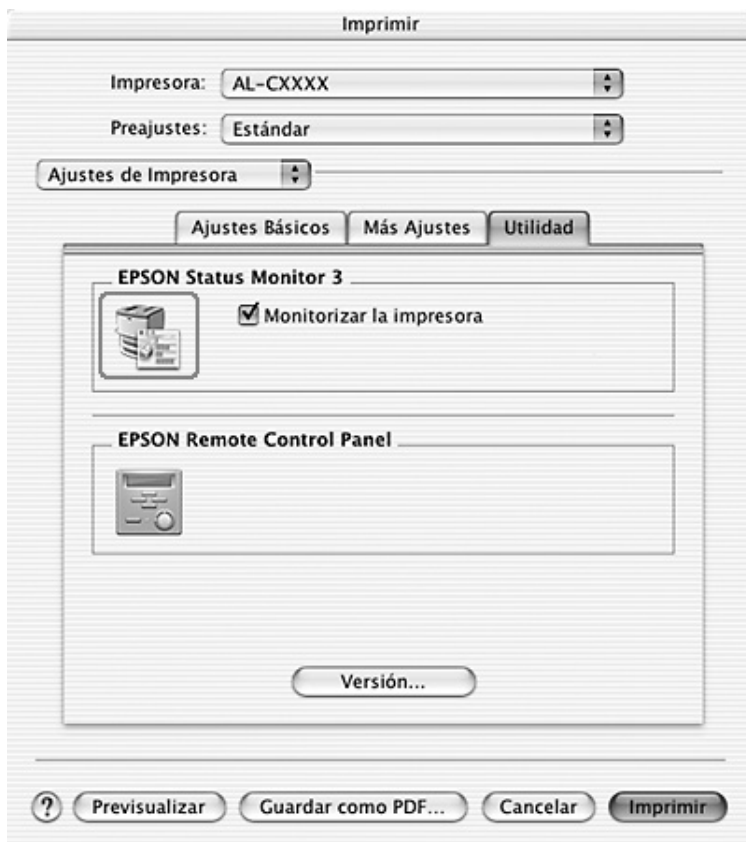 Imprimir
Impresora: AL-CXXXX
Preajustes: Estándar
Ajustes de Impresora
Ajustes Básicos Más Ajustes Utilidad
EPSON Status Monitor 3
Monitorizar la impresora
EPSON Remote Control Panel
Versión...
? Previsualizar Guardar como PDF... Cancelar Imprimir